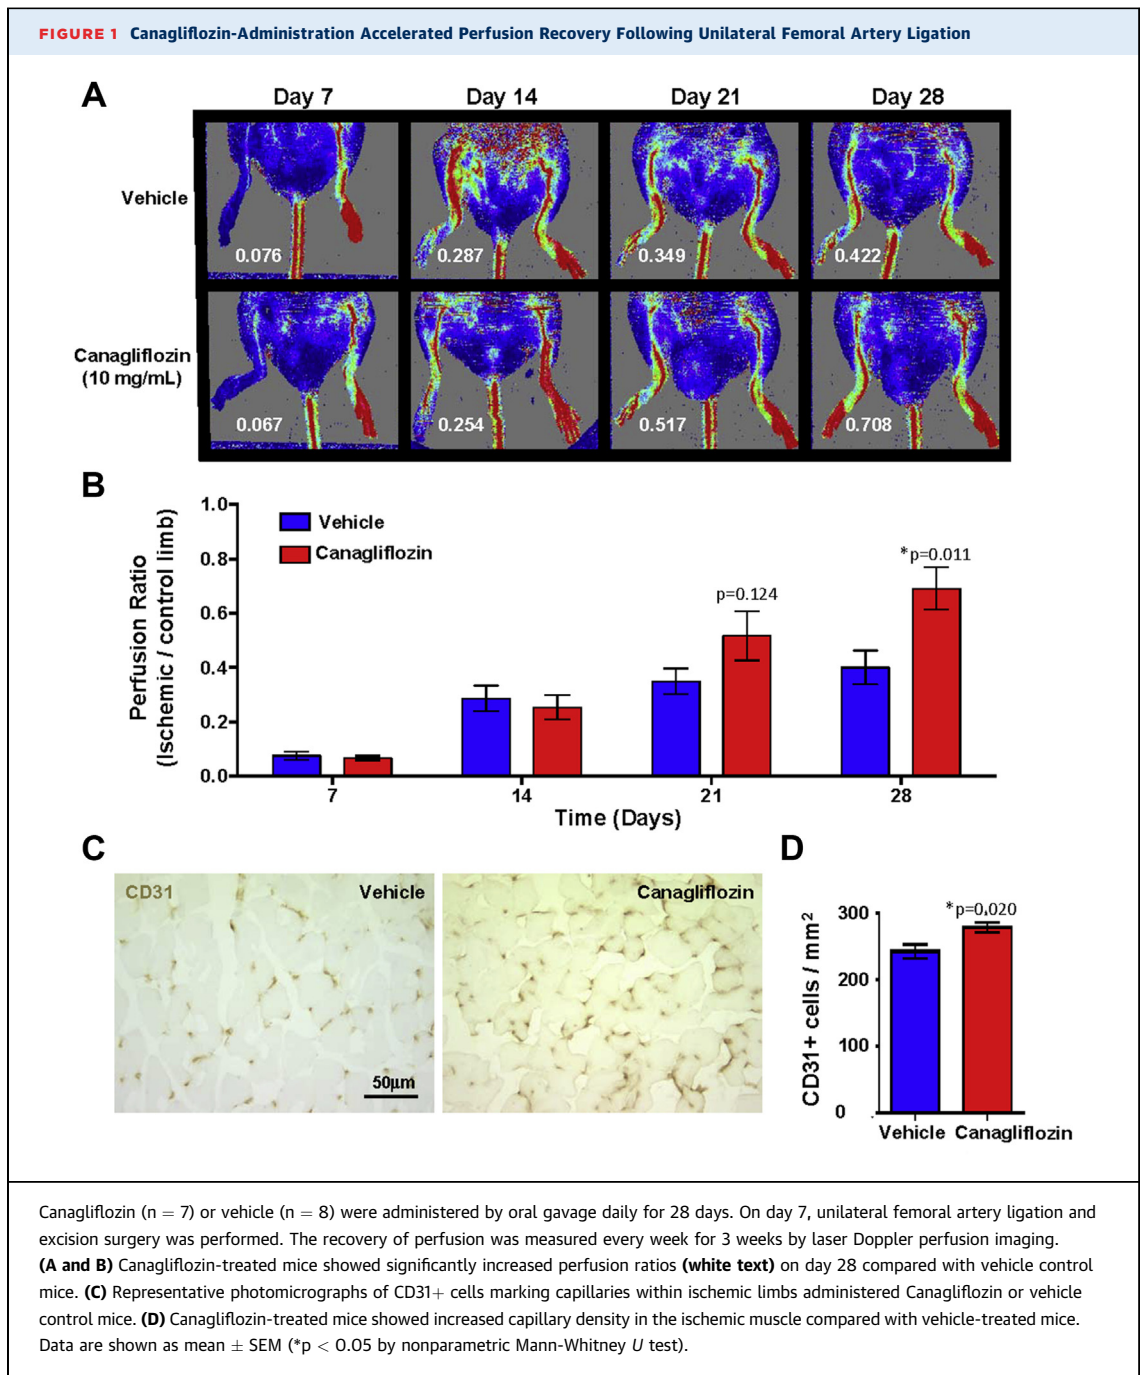 FIGURE 1 Canagliflozin-Administration Accelerated Perfusion Recovery Following Unilateral Femoral Artery Ligation
A
Day 7 Day 14 Day 21 Day 28
Vehicle
0.076 0.287 0.349 0.422
Canagliflozin
(10 mg/mL)
0.067 0.254 0.517 0.708
B
Perfusion Ratio
(Ischemic / control limb)
1.0
0.8
0.6
0.4
0.2
0.0
Vehicle
Canagliflozin
p=0.124
*p=0.011
7 14 21 28
Time (Days)
C
CD31 Vehicle
50µm
Canagliflozin
D
CD31+ cells / mm²
300
200
100
0
*p=0.020
Vehicle Canagliflozin
Canagliflozin (n = 7) or vehicle (n = 8) were administered by oral gavage daily for 28 days. On day 7, unilateral femoral artery ligation and
excision surgery was performed. The recovery of perfusion was measured every week for 3 weeks by laser Doppler perfusion imaging.
(A and B) Canagliflozin-treated mice showed significantly increased perfusion ratios (white text) on day 28 compared with vehicle control
mice. (C) Representative photomicrographs of CD31+ cells marking capillaries within ischemic limbs administered Canagliflozin or vehicle
control mice. (D) Canagliflozin-treated mice showed increased capillary density in the ischemic muscle compared with vehicle-treated mice.
Data are shown as mean ± SEM (*p < 0.05 by nonparametric Mann-Whitney U test).